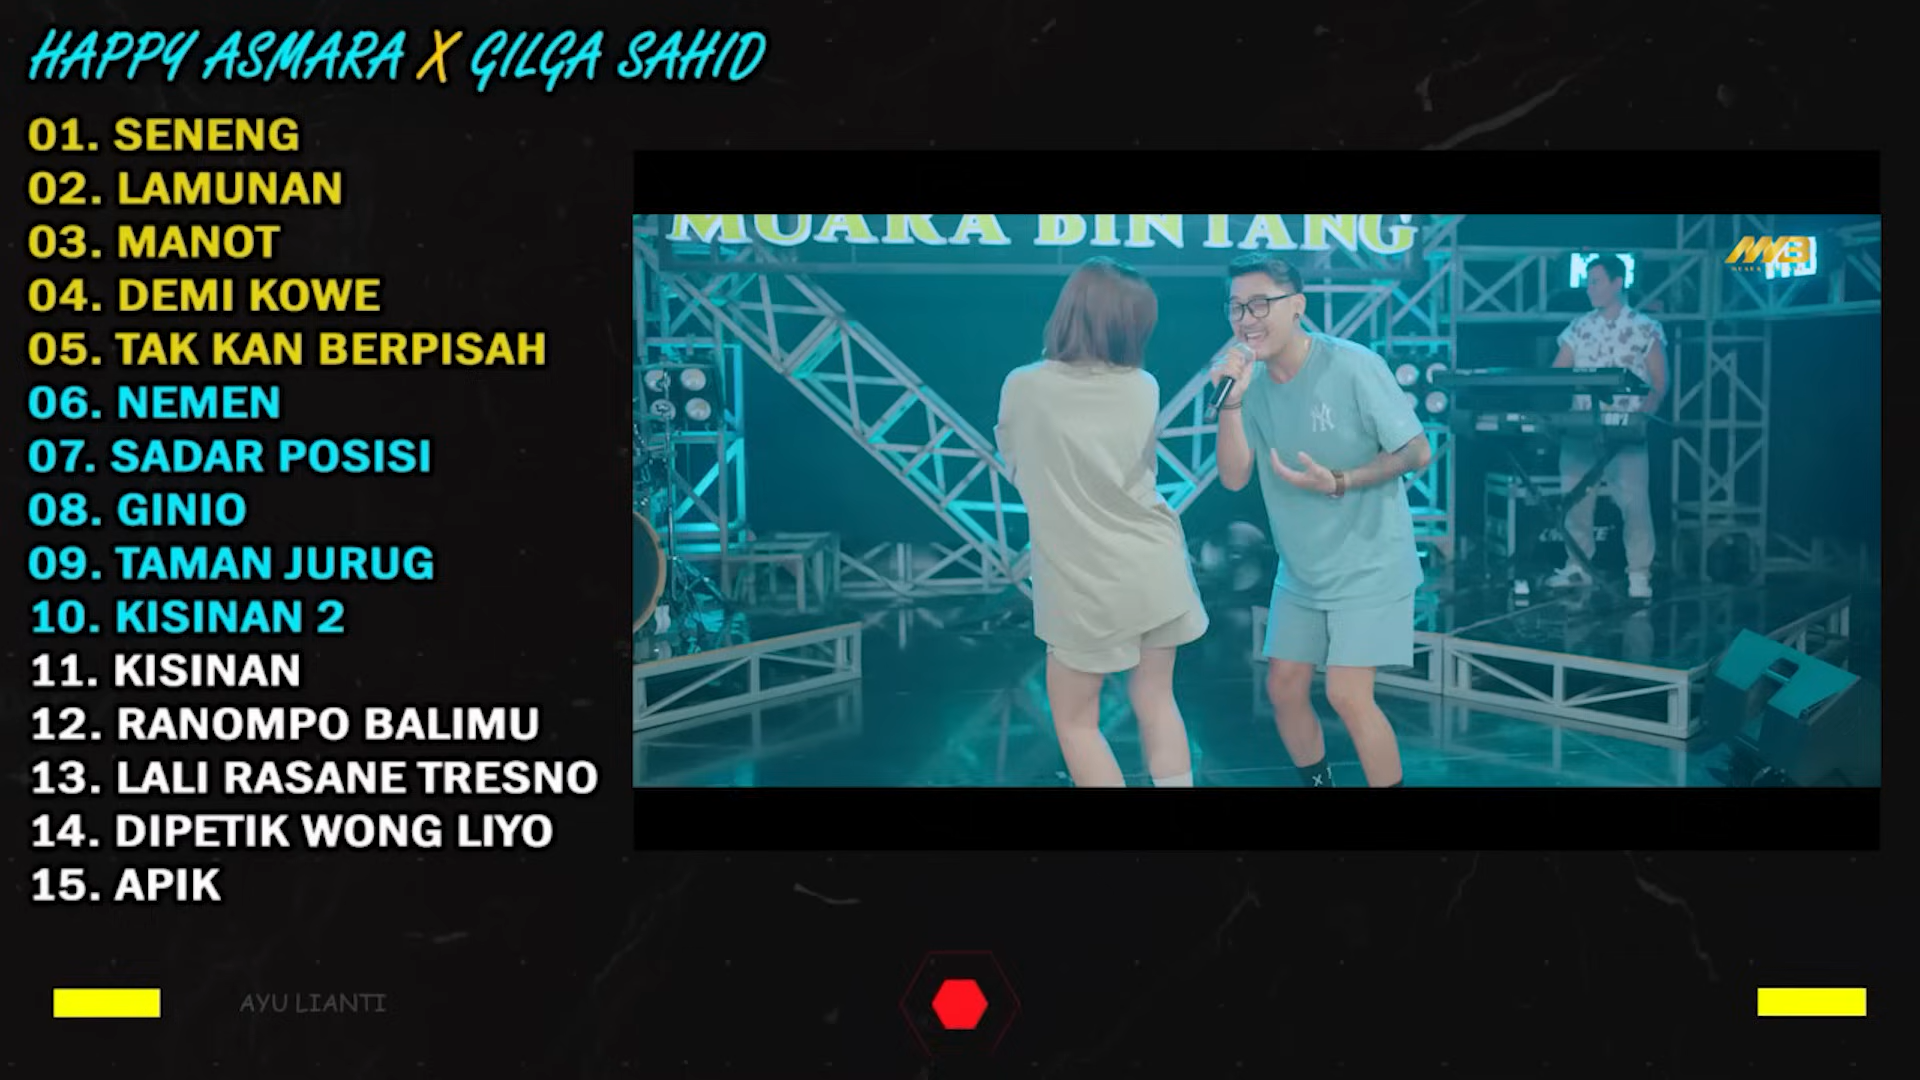 HAPPY ASMARA X GILGA SAHID
01. SENENG
02. LAMUNAN
03. MANOT
04. DEMI KOWE
05. TAK KAN BERPISAH
06. NEMEN
07. SADAR POSISI
08. GINIO
09. TAMAN JURUG
10. KISINAN 2
11. KISINAN
12. RANOMPO BALIMU
13. LALI RASANE TRESNO
14. DIPETIK WONG LIYO
15. APIK
MUARA BINTANG
AYU LIANTI